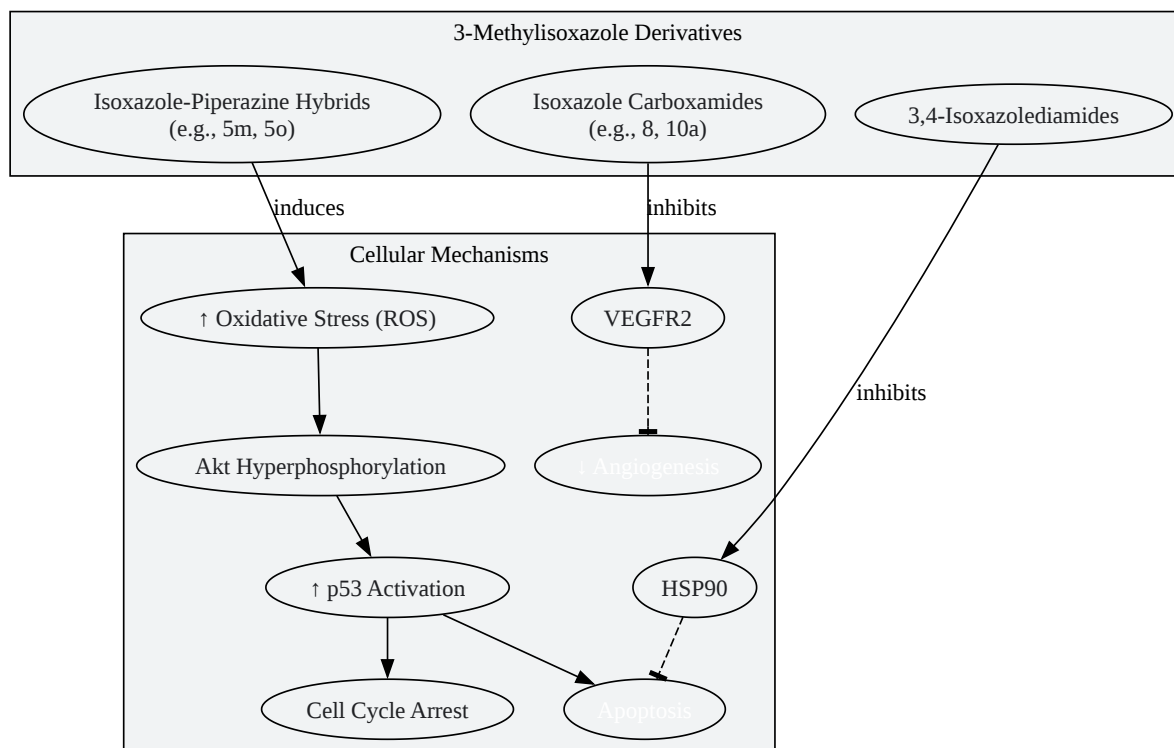 3-Methylisoxazole Derivatives
Isoxazole-Piperazine Hybrids
(e.g., 5m, 5o)
Isoxazole Carboxamides
(e.g., 8, 10a)
3,4-Isoxazolediamides
induces
inhibits
Cellular Mechanisms
↑ Oxidative Stress (ROS)
VEGFR2
inhibits
Akt Hyperphosphorylation
↓ Angiogenesis
↑ p53 Activation
HSP90
Cell Cycle Arrest
Apoptosis